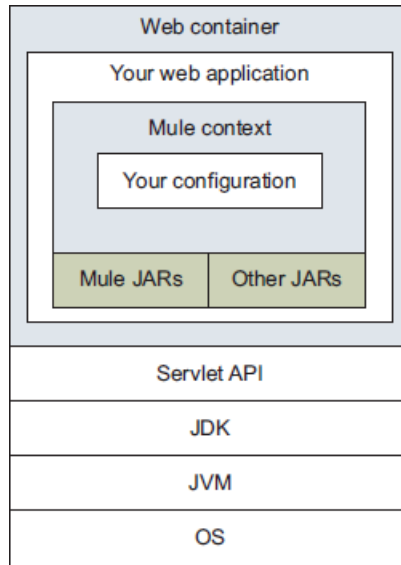 Web container
Your web application
Mule context
Your configuration
Mule JARs
Other JARs
Servlet API
JDK
JVM
OS